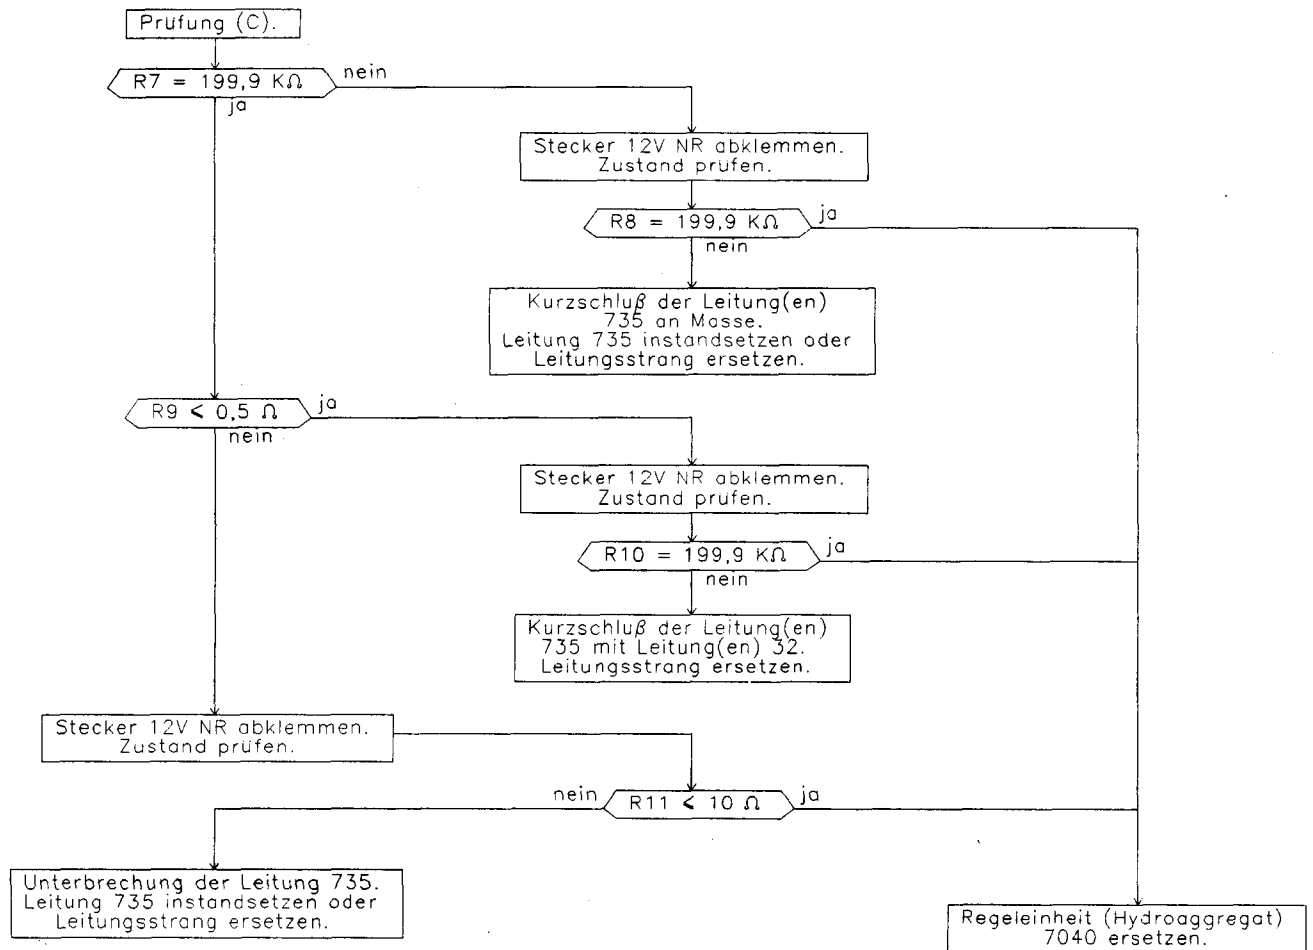 Prüfung (C).
R7 = 199,9 KΩ
nein
ja
Stecker 12V NR abklemmen.
Zustand prüfen.
R8 = 199,9 KΩ
ja
nein
Kurzschluß der Leitung(en)
735 an Masse.
Leitung 735 instandsetzen oder
Leitungsstrang ersetzen.
R9 < 0,5 Ω
ja
nein
Stecker 12V NR abklemmen.
Zustand prüfen.
R10 = 199,9 KΩ
ja
nein
Kurzschluß der Leitung(en)
735 mit Leitung(en) 32.
Leitungsstrang ersetzen.
Stecker 12V NR abklemmen.
Zustand prüfen.
nein
R11 < 10 Ω
ja
Unterbrechung der Leitung 735.
Leitung 735 instandsetzen oder
Leitungsstrang ersetzen.
Regeleinheit (Hydroaggregat)
7040 ersetzen.